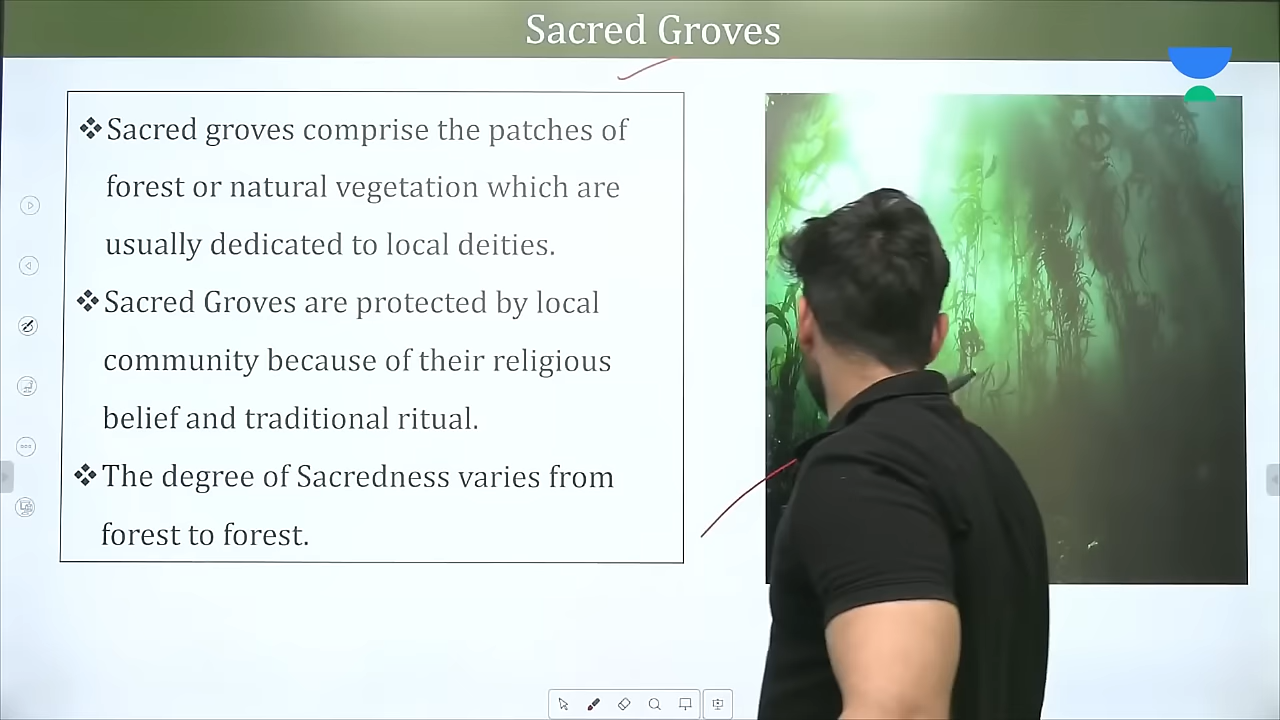 Sacred Groves
❖Sacred groves comprise the patches of
forest or natural vegetation which are
usually dedicated to local deities.
❖Sacred Groves are protected by local
community because of their religious
belief and traditional ritual.
❖The degree of Sacredness varies from
forest to forest.